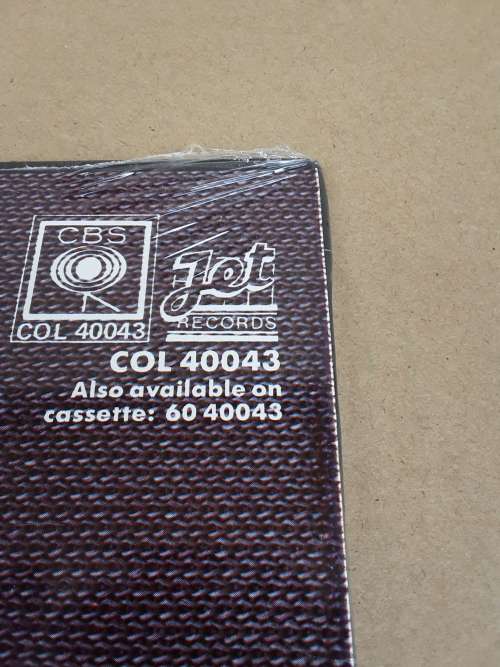 CBS
COL 40043
Jet
RECORDS
COL 40043
Also available on
cassette: 60 40043